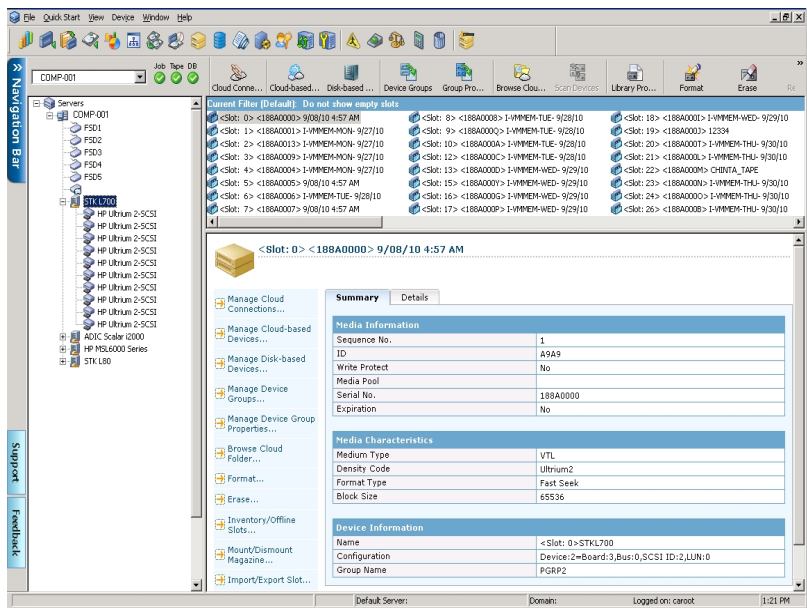 File Quick Start View Device Window Help
COMP-001
Job Tape DB
Cloud Conne... Cloud-based... Disk-based ... Device Groups Group Pro... Browse Clou... Scan Devices Library Pro... Format Erase Re
Navigation Bar
Support
Feedback
Servers
COMP-001
FSD1
FSD2
FSD3
FSD4
FSD5
STK L700
HP Ultrium 2-SCSI
HP Ultrium 2-SCSI
HP Ultrium 2-SCSI
HP Ultrium 2-SCSI
HP Ultrium 2-SCSI
HP Ultrium 2-SCSI
HP Ultrium 2-SCSI
HP Ultrium 2-SCSI
HP Ultrium 2-SCSI
HP Ultrium 2-SCSI
ADIC Scalar i2000
HP MSL6000 Series
STK L80
Current Filter [Default]: Do not show empty slots
<Slot: 0> <188A0000> 9/08/10 4:57 AM
<Slot: 1> <188A0001> I-VMMEM-MON- 9/27/10
<Slot: 2> <188A0013> I-VMMEM-MON- 9/27/10
<Slot: 3> <188A0009> I-VMMEM-MON- 9/27/10
<Slot: 4> <188A0004> I-VMMEM-MON- 9/27/10
<Slot: 5> <188A0005> 9/08/10 4:57 AM
<Slot: 6> <188A0006> I-VMMEM-TUE- 9/28/10
<Slot: 7> <188A0007> 9/08/10 4:57 AM
<Slot: 8> <188A0008> I-VMMEM-TUE- 9/28/10
<Slot: 9> <188A000Q> I-VMMEM-TUE- 9/28/10
<Slot: 10> <188A000A> I-VMMEM-TUE- 9/28/10
<Slot: 12> <188A000C> I-VMMEM-TUE- 9/28/10
<Slot: 13> <188A000D> I-VMMEM-WED- 9/29/10
<Slot: 15> <188A000Y> I-VMMEM-WED- 9/29/10
<Slot: 16> <188A000G> I-VMMEM-WED- 9/29/10
<Slot: 17> <188A000P> I-VMMEM-WED- 9/29/10
<Slot: 18> <188A000I> I-VMMEM-WED- 9/29/10
<Slot: 19> <188A000J> 12334
<Slot: 20> <188A000T> I-VMMEM-THU- 9/30/10
<Slot: 21> <188A000L> I-VMMEM-THU- 9/30/10
<Slot: 22> <188A000M> CHINTA_TAPE
<Slot: 23> <188A000N> I-VMMEM-THU- 9/30/10
<Slot: 24> <188A000O> I-VMMEM-THU- 9/30/10
<Slot: 26> <188A000B> I-VMMEM-THU- 9/30/10
<Slot: 0> <188A0000> 9/08/10 4:57 AM
Manage Cloud
Connections...
Manage Cloud-based
Devices...
Manage Disk-based
Devices...
Manage Device
Groups...
Manage Device Group
Properties...
Browse Cloud
Folder...
Format...
Erase...
Inventory/Offline
Slots...
Mount/Dismount
Magazine...
Import/Export Slot...
Summary Details
Media Information
Sequence No. 1
ID A9A9
Write Protect No
Media Pool
Serial No. 188A0000
Expiration No
Media Characteristics
Medium Type VTL
Density Code Ultrium2
Format Type Fast Seek
Block Size 65536
Device Information
Name <Slot: 0>STKL700
Configuration Device:2=Board:3,Bus:0,SCSI ID:2,LUN:0
Group Name PGRP2
Default Server: Domain: Logged on: caroot 1:21 PM